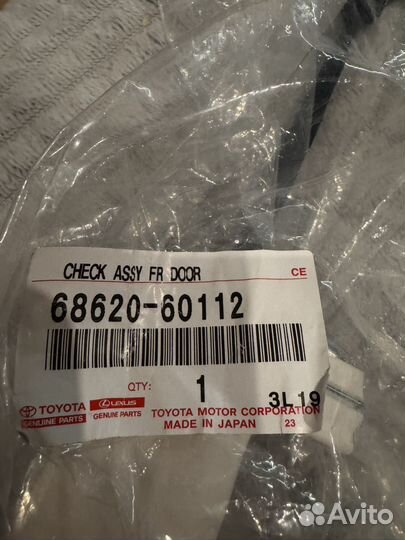 CHECK ASSY FR DOOR CE
68620-60112
QTY: 1 3L19
TOYOTA LEXUS TOYOTA MOTOR CORPORATION
GENUINE PARTS GENUINE PARTS MADE IN JAPAN 23
Avito